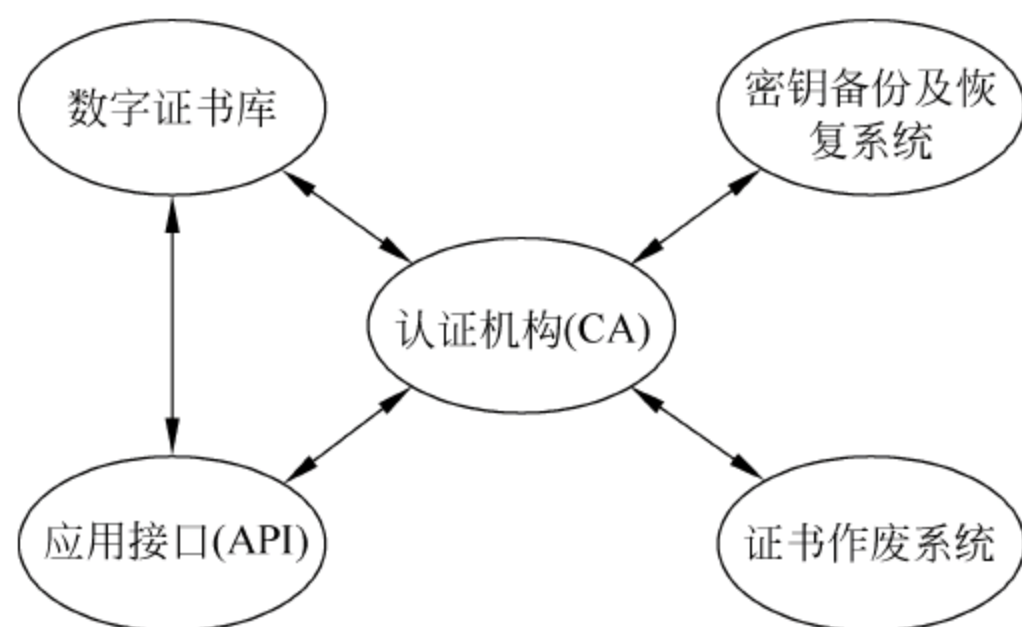 数字证书库
密钥备份及恢
复系统
认证机构(CA)
应用接口(API)
证书作废系统